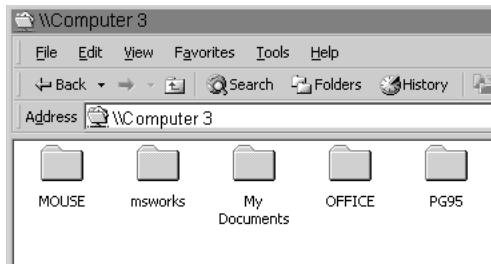 \\Computer 3
File Edit View Favorites Tools Help
Back Search Folders History
Address \\Computer 3
MOUSE msworks My Documents OFFICE PG95